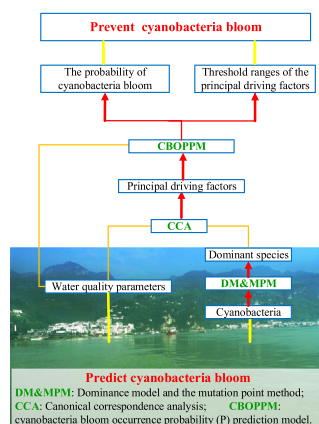 Prevent cyanobacteria bloom
The probability of
cyanobacteria bloom
Threshold ranges of the
principal driving factors
CBOPPM
Principal driving factors
CCA
Dominant species
DM&MPM
Water quality parameters
Cyanobacteria
Predict cyanobacteria bloom
DM&MPM: Dominance model and the mutation point method;
CCA: Canonical correspondence analysis; CBOPPM:
cyanobacteria bloom occurrence probability (P) prediction model.